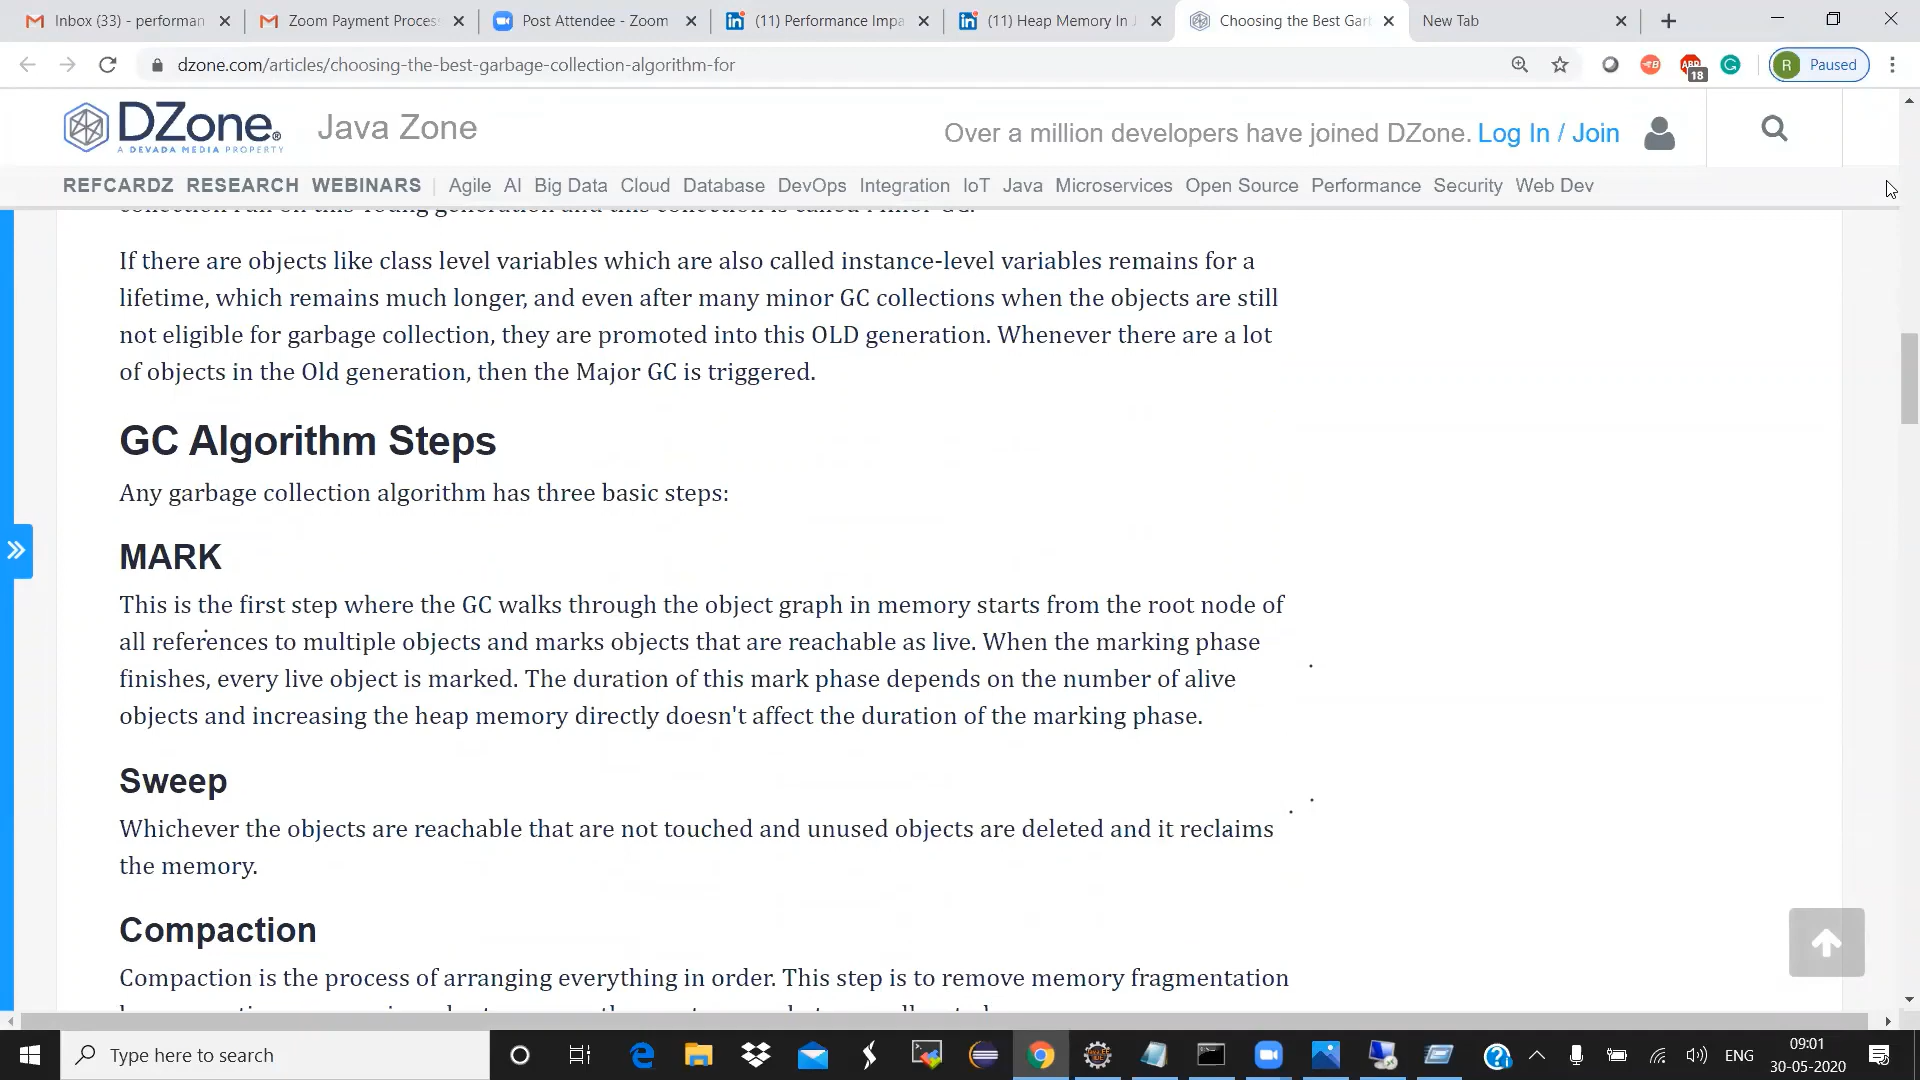 Inbox (33) - performan
Zoom Payment Proces
Post Attendee - Zoom
(11) Performance Impa
(11) Heap Memory In J
Choosing the Best Gar
New Tab
dzone.com/articles/choosing-the-best-garbage-collection-algorithm-for
18
R Paused
DZone.
A DEVADA MEDIA PROPERTY
Java Zone
Over a million developers have joined DZone. Log In / Join
REFCARDZ RESEARCH WEBINARS Agile AI Big Data Cloud Database DevOps Integration IoT Java Microservices Open Source Performance Security Web Dev
If there are objects like class level variables which are also called instance-level variables remains for a
lifetime, which remains much longer, and even after many minor GC collections when the objects are still
not eligible for garbage collection, they are promoted into this OLD generation. Whenever there are a lot
of objects in the Old generation, then the Major GC is triggered.
GC Algorithm Steps
Any garbage collection algorithm has three basic steps:
MARK
This is the first step where the GC walks through the object graph in memory starts from the root node of
all references to multiple objects and marks objects that are reachable as live. When the marking phase
finishes, every live object is marked. The duration of this mark phase depends on the number of alive
objects and increasing the heap memory directly doesn't affect the duration of the marking phase.
Sweep
Whichever the objects are reachable that are not touched and unused objects are deleted and it reclaims
the memory.
Compaction
Compaction is the process of arranging everything in order. This step is to remove memory fragmentation
Type here to search
ENG
09:01
30-05-2020